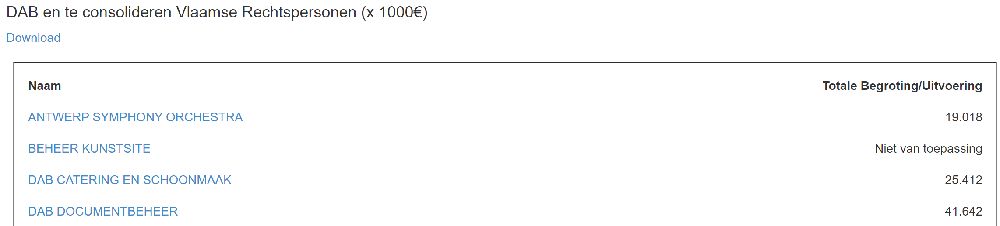 DAB en te consolideren Vlaamse Rechtspersonen (x 1000€)
Download
Naam Totale Begroting/Uitvoering
ANTWERP SYMPHONY ORCHESTRA 19.018
BEHEER KUNSTSITE Niet van toepassing
DAB CATERING EN SCHOONMAAK 25.412
DAB DOCUMENTBEHEER 41.642